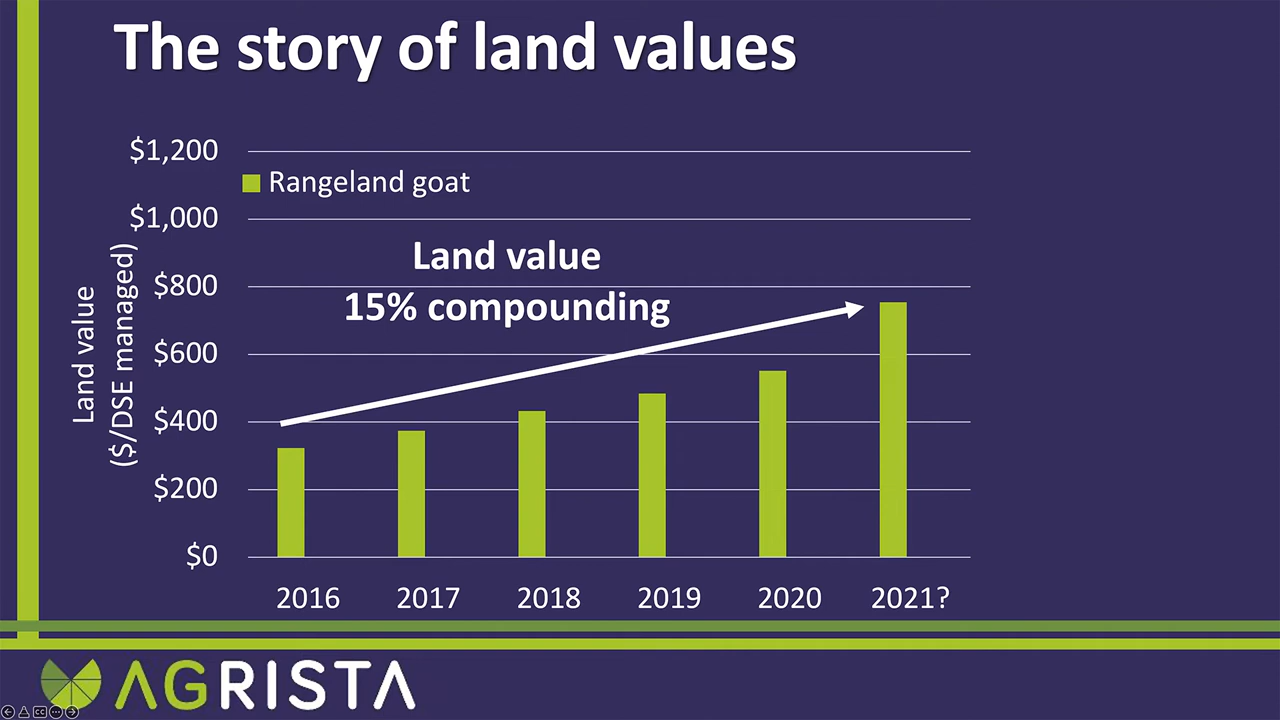 The story of land values
$1,200
Rangeland goat
$1,000
Land value
15% compounding
$800
$600
$400
$200
$0
Land value
($/DSE managed)
2016 2017 2018 2019 2020 2021?
AGRISTA